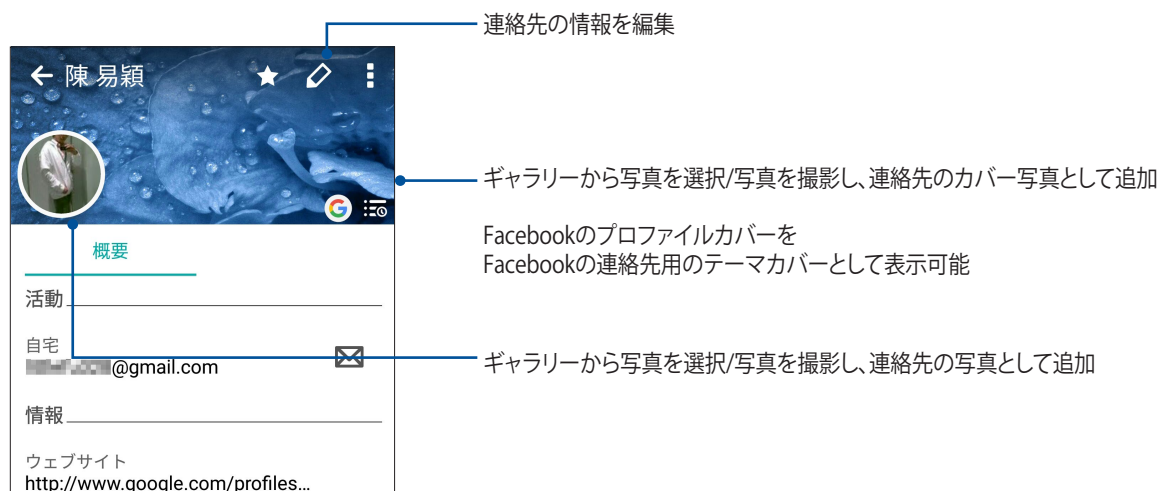 連絡先の情報を編集
陳 易穎
ギャラリーから写真を選択/写真を撮影し、連絡先のカバー写真として追加
G
Facebookのプロファイルカバーを
Facebookの連絡先用のテーマカバーとして表示可能
概要
活動
自宅
@gmail.com
ギャラリーから写真を選択/写真を撮影し、連絡先の写真として追加
情報
ウェブサイト
http://www.google.com/profiles...